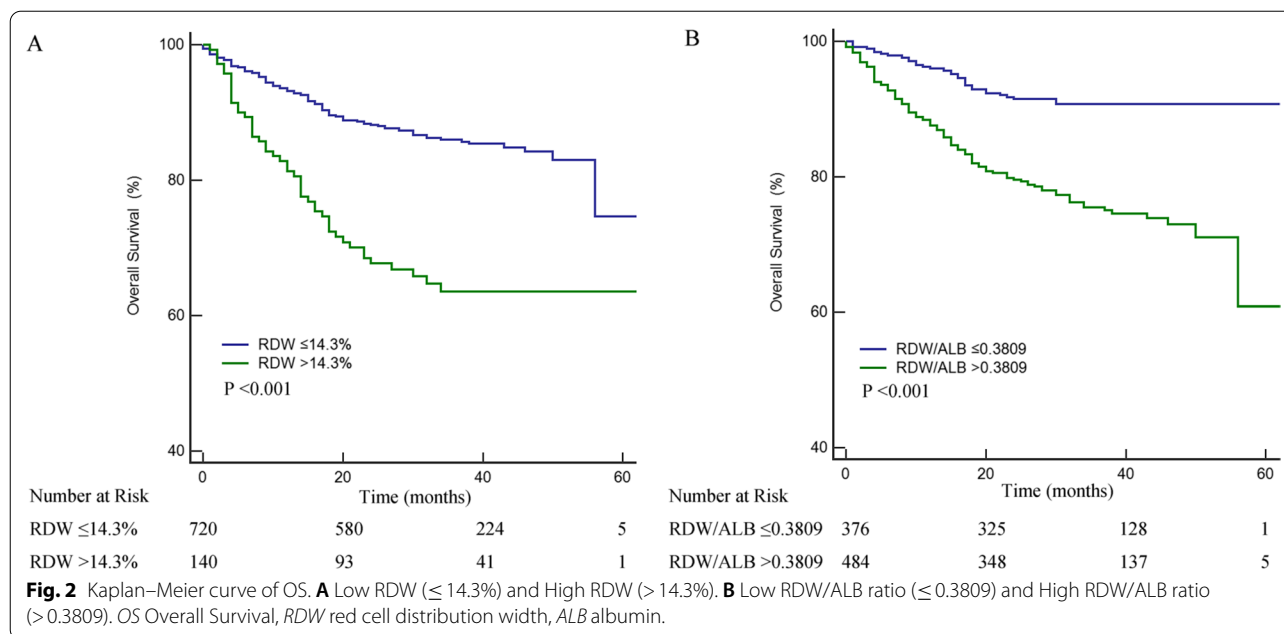 A
100
80
60
40
Overall Survival (%)
RDW ≤14.3%
RDW >14.3%
P <0.001
0 20 40 60
Time (months)
Number at Risk
RDW ≤14.3% 720 580 224 5
RDW >14.3% 140 93 41 1
B
100
80
60
40
Overall Survival (%)
RDW/ALB ≤0.3809
RDW/ALB >0.3809
P <0.001
0 20 40 60
Time (months)
Number at Risk
RDW/ALB ≤0.3809 376 325 128 1
RDW/ALB >0.3809 484 348 137 5
Fig. 2 Kaplan–Meier curve of OS. A Low RDW (≤ 14.3%) and High RDW (> 14.3%). B Low RDW/ALB ratio (≤ 0.3809) and High RDW/ALB ratio
(> 0.3809). OS Overall Survival, RDW red cell distribution width, ALB albumin.